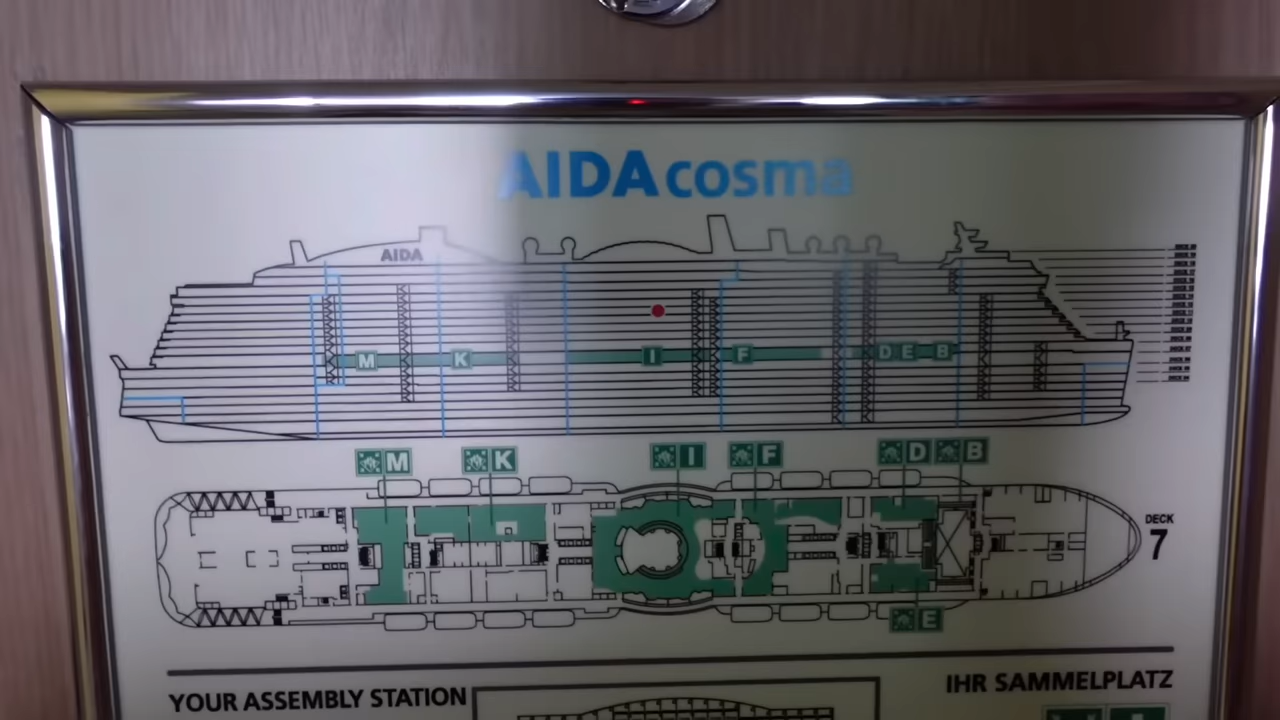 AIDAcosma
AIDA
M K I F D E B
M K I F D B
DECK
7
E
YOUR ASSEMBLY STATION
IHR SAMMELPLATZ